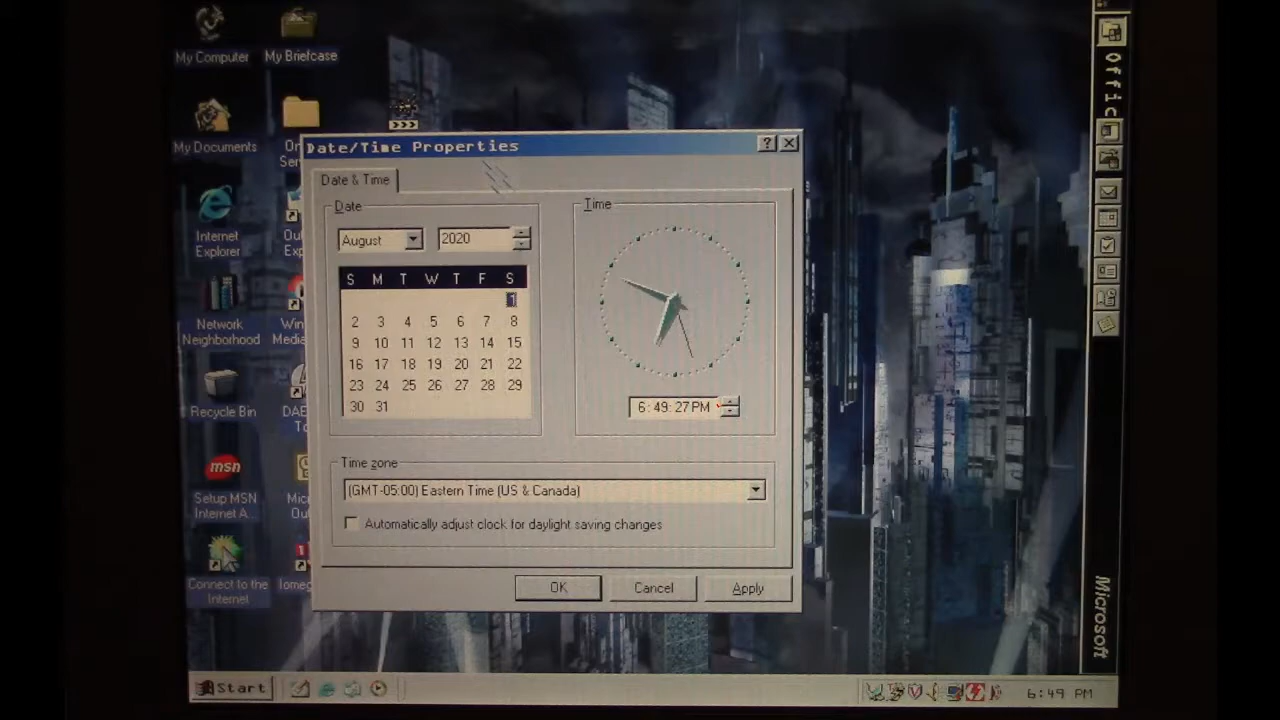 My Computer
My Briefcase
My Documents
Internet
Explorer
Network
Neighborhood
Recycle Bin
msn
Setup MSN
Internet A...
Connect to the
Internet
Date/Time Properties
?
Date & Time
Date
August
2020
S M T W T F S
1
2 3 4 5 6 7 8
9 10 11 12 13 14 15
16 17 18 19 20 21 22
23 24 25 26 27 28 29
30 31
Time
6:49:27 PM
Time zone
(GMT-05:00) Eastern Time (US & Canada)
Automatically adjust clock for daylight saving changes
OK
Cancel
Apply
Offic
Microsoft
Start
6:49 PM